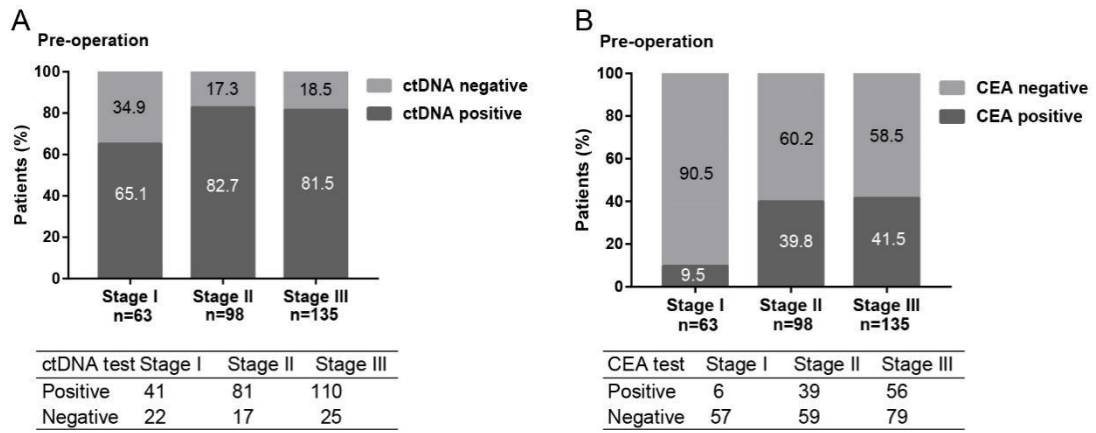 A
Pre-operation
Patients (%)
100
80
60
40
20
0
34.9
17.3
18.5
65.1
82.7
81.5
ctDNA negative
ctDNA positive
Stage I
n=63
Stage II
n=98
Stage III
n=135
ctDNA test Stage I Stage II Stage III
Positive 41 81 110
Negative 22 17 25
B
Pre-operation
Patients (%)
100
80
60
40
20
0
90.5
60.2
58.5
9.5
39.8
41.5
CEA negative
CEA positive
Stage I
n=63
Stage II
n=98
Stage III
n=135
CEA test Stage I Stage II Stage III
Positive 6 39 56
Negative 57 59 79